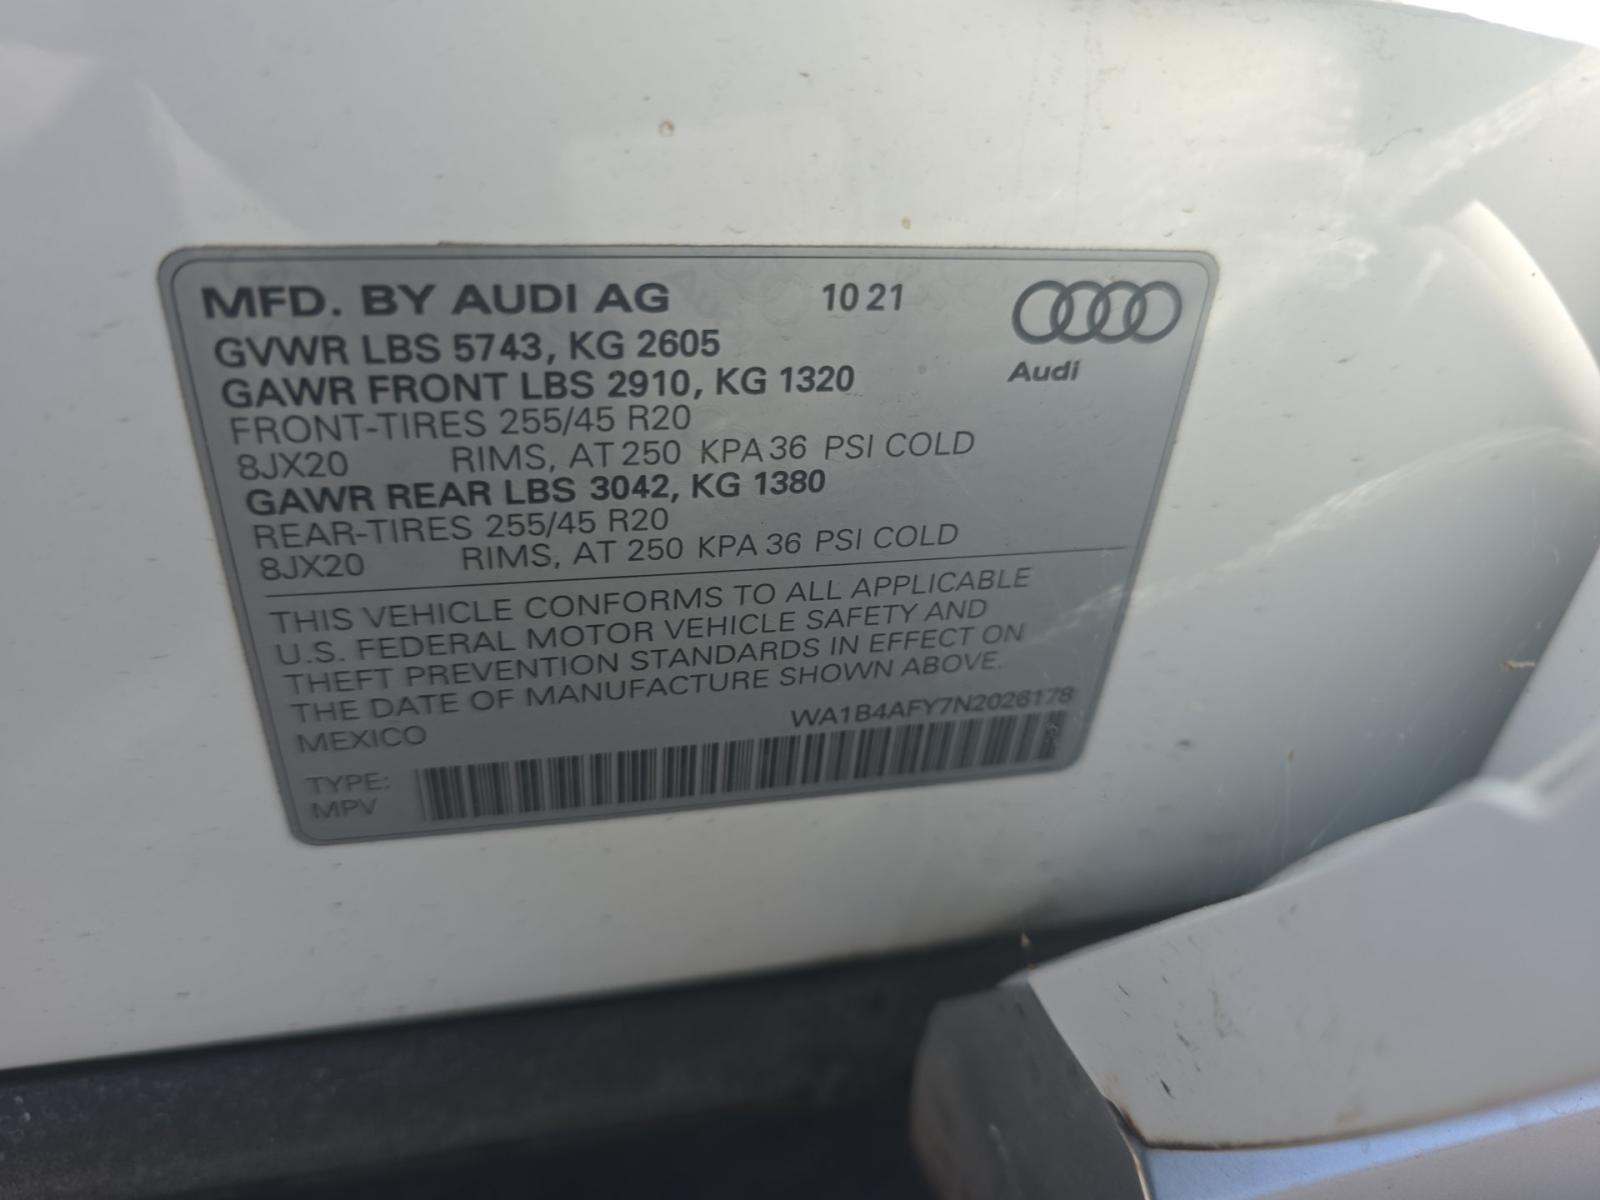 MFD. BY AUDI AG 10 21
GVWR LBS 5743, KG 2605
GAWR FRONT LBS 2910, KG 1320
Audi
FRONT-TIRES 255/45 R20
8JX20 RIMS, AT 250 KPA 36 PSI COLD
GAWR REAR LBS 3042, KG 1380
REAR-TIRES 255/45 R20
8JX20 RIMS, AT 250 KPA 36 PSI COLD
THIS VEHICLE CONFORMS TO ALL APPLICABLE
U.S. FEDERAL MOTOR VEHICLE SAFETY AND
THEFT PREVENTION STANDARDS IN EFFECT ON
THE DATE OF MANUFACTURE SHOWN ABOVE.
MEXICO WA1B4AFY7N2026178
TYPE:
MPV